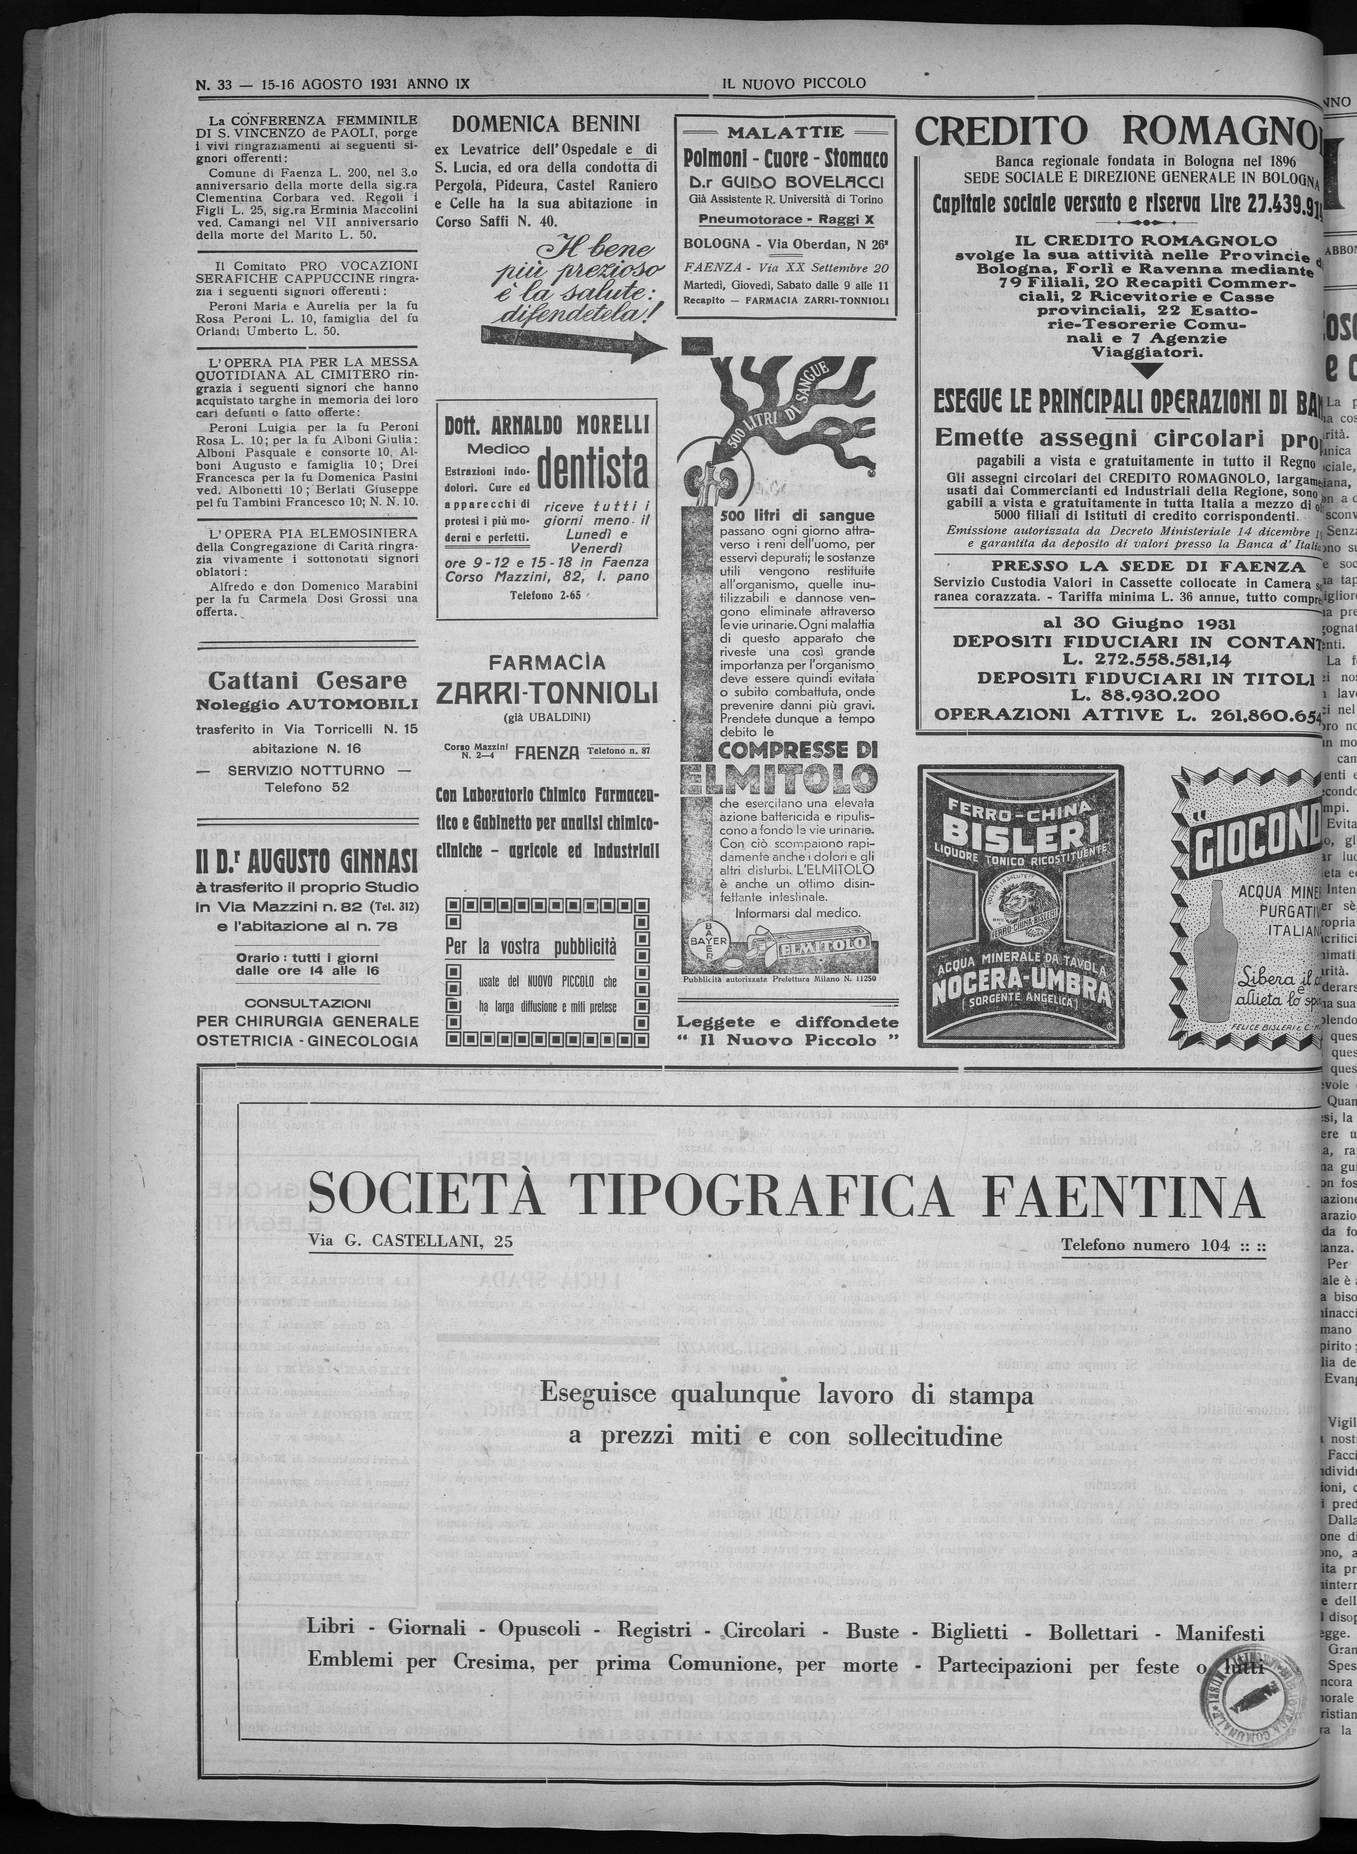 N. 33 — 15-16 AGOSTO 1931 ANNO IX
IL NUOVO PICCOLO
La CONFERENZA FEMMINILE
DI S. VINCENZO de PAOLI, porge
i vivi ringraziamenti ai seguenti si-
gnori offerenti:
Comune di Faenza L. 200, nel 3.o
anniversario della morte della sig.ra
Clementina Corbara ved. Regoli i
Figli L. 25, sig.ra Erminia Maccolini
ved. Camangi nel VII anniversario
della morte del Marito L. 50.
Il Comitato PRO VOCAZIONI
SERAFICHE CAPPUCCINE ringra-
zia i seguenti signori offerenti:
Peroni Maria e Aurelia per la fu
Rosa Peroni L. 10, famiglia del fu
Orlandi Umberto L. 50.
L'OPERA PIA PER LA MESSA
QUOTIDIANA AL CIMITERO rin-
grazia i seguenti signori che hanno
acquistato targhe in memoria dei loro
cari defunti o fatto offerte:
Peroni Luigia per la fu Peroni
Rosa L. 10; per la fu Alboni Giulia:
Alboni Pasquale e consorte 10, Al-
boni Augusto e famiglia 10; Drei
Francesca per la fu Domenica Pasini
ved. Albonetti 10; Berlati Giuseppe
pel fu Tambini Francesco 10; N. N. 10.
L'OPERA PIA ELEMOSINIERA
della Congregazione di Carità ringra-
zia vivamente i sottonotati signori
oblatori:
Alfredo e don Domenico Marabini
per la fu Carmela Dosi Grossi una
offerta.
Cattani Cesare
Noleggio AUTOMOBILI
trasferito in Via Torricelli N. 15
abitazione N. 16
— SERVIZIO NOTTURNO —
Telefono 52
Il D.r AUGUSTO GINNASI
à trasferito il proprio Studio
in Via Mazzini n. 82 (Tel. 312)
e l'abitazione al n. 78
Orario: tutti i giorni
dalle ore 14 alle 16
CONSULTAZIONI
PER CHIRURGIA GENERALE
OSTETRICIA - GINECOLOGIA
DOMENICA BENINI
ex Levatrice dell'Ospedale e di
S. Lucia, ed ora della condotta di
Pergola, Pideura, Castel Raniero
e Celle ha la sua abitazione in
Corso Saffi N. 40.
Il bene
più prezioso
è la salute:
difendetela!
Dott. ARNALDO MORELLI
Medico
dentista
Estrazioni indo-
dolori. Cure ed
apparecchi di
protesi i più mo-
derni e perfetti.
riceve tutti i
giorni meno il
Lunedì e
Venerdì
ore 9-12 e 15-18 in Faenza
Corso Mazzini, 82, I. pano
Telefono 2-65
FARMACIA
ZARRI-TONNIOLI
(già UBALDINI)
Corso Mazzini
N. 2—4
FAENZA
Telefono n. 87
Con Laboratorio Chimico Farmaceu-
tico e Gabinetto per analisi chimico-
cliniche - agricole ed industriali
Per la vostra pubblicità
usate del NUOVO PICCOLO che
ha larga diffusione e miti pretese
MALATTIE
Polmoni - Cuore - Stomaco
D.r GUIDO BOVELACCI
Già Assistente R. Università di Torino
Pneumotorace - Raggi X
BOLOGNA - Via Oberdan, N 26²
FAENZA - Via XX Settembre 20
Martedì, Giovedì, Sabato dalle 9 alle 11
Recapito — FARMACIA ZARRI-TONNIOLI
500 LITRI DI SANGUE
500 litri di sangue
passano ogni giorno attra-
verso i reni dell'uomo, per
esservi depurati; le sostanze
utili vengono restituite
all'organismo, quelle inu-
tilizzabili e dannose ven-
gono eliminate attraverso
le vie urinarie. Ogni malattia
di questo apparato che
riveste una così grande
importanza per l'organismo
deve essere quindi evitata
o subito combattuta, onde
prevenire danni più gravi.
Prendete dunque a tempo
debito le
COMPRESSE DI
ELMITOLO
che esercitano una elevata
azione battericida e ripulis-
cono a fondo le vie urinarie.
Con ciò scompaiono rapi-
damente anche i dolori e gli
altri disturbi. L'ELMITOLO
è anche un ottimo disin-
fettante intestinale.
Informarsi dal medico.
BAYER
ELMITOLO
Pubblicità autorizzata Prefettura Milano N. 11250
Leggete e diffondete
“ Il Nuovo Piccolo ”
CREDITO ROMAGNO
Banca regionale fondata in Bologna nel 1896
SEDE SOCIALE E DIREZIONE GENERALE IN BOLOGNA
Capitale sociale versato e riserva Lire 27.439.91
IL CREDITO ROMAGNOLO
svolge la sua attività nelle Provincie
Bologna, Forlì e Ravenna mediante
79 Filiali, 20 Recapiti Commer-
ciali, 2 Ricevitorie e Casse
provinciali, 22 Esatto-
rie-Tesorerie Comu-
nali e 7 Agenzie
Viaggiatori.
ESEGUE LE PRINCIPALI OPERAZIONI DI BAN
Emette assegni circolari pro
pagabili a vista e gratuitamente in tutto il Regno
Gli assegni circolari del CREDITO ROMAGNOLO, largame
usati dai Commercianti ed Industriali della Regione, sono
gabili a vista e gratuitamente in tutta Italia a mezzo di
5000 filiali di Istituti di credito corrispondenti.
Emissione autorizzata da Decreto Ministeriale 14 dicembre
e garantita da deposito di valori presso la Banca d'Italia
PRESSO LA SEDE DI FAENZA
Servizio Custodia Valori in Cassette collocate in Camera
ranea corazzata. - Tariffa minima L. 36 annue, tutto compre
al 30 Giugno 1931
DEPOSITI FIDUCIARI IN CONTANT
L. 272.558.581,14
DEPOSITI FIDUCIARI IN TITOLI
L. 88.930.200
OPERAZIONI ATTIVE L. 261.860.654
FERRO-CHINA
BISLERI
LIQUORE TONICO RICOSTITUENTE
FERRO-CHINA-BISLERI
ACQUA MINERALE DA TAVOLA
NOCERA-UMBRA
(SORGENTE ANGELICA)
“GIOCOND
ACQUA MINE
PURGATI
ITALIAN
Libera il
e
allieta lo
FELICE BISLERI
SOCIETÀ TIPOGRAFICA FAENTINA
Via G. CASTELLANI, 25
Telefono numero 104 :: ::
Eseguisce qualunque lavoro di stampa
a prezzi miti e con sollecitudine
Libri - Giornali - Opuscoli - Registri - Circolari - Buste - Biglietti - Bollettari - Manifesti
Emblemi per Cresima, per prima Comunione, per morte - Partecipazioni per feste o lutti